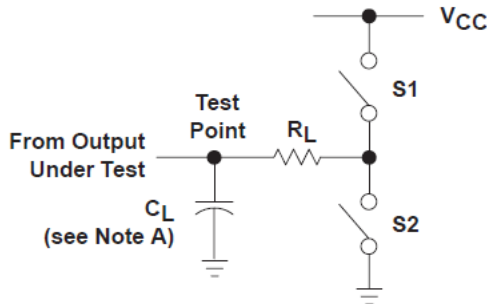 VCC
S1
Test
Point
RL
From Output
Under Test
CL
(see Note A)
S2